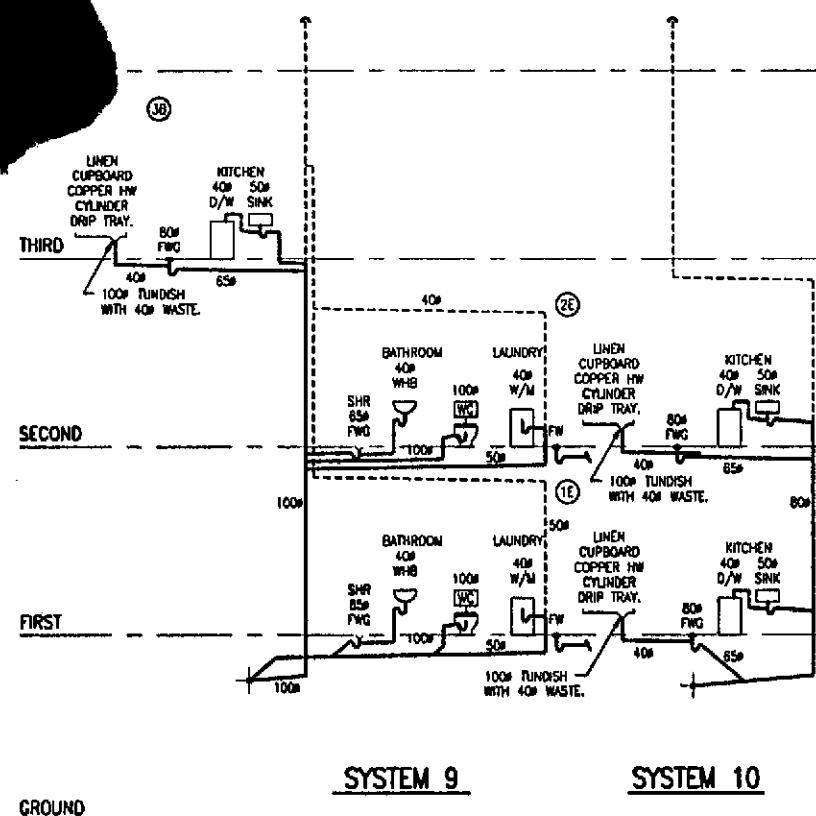 3B
LINEN
CUPBOARD
COPPER HW
CYLINDER
DRIP TRAY.
KITCHEN
40ø 50ø
D/W SINK
80ø
FWG
THIRD
40ø
65ø
100ø TUNDISH
WITH 40ø WASTE.
40ø
2E
BATHROOM
40ø
WHB
LAUNDRY
40ø
W/M
SHR
65ø
FWG
100ø
WC
FW
LINEN
CUPBOARD
COPPER HW
CYLINDER
DRIP TRAY.
KITCHEN
40ø 50ø
D/W SINK
80ø
FWG
SECOND
100ø
50ø
40ø
65ø
100ø TUNDISH
WITH 40ø WASTE.
1E
100ø
50ø
80ø
BATHROOM
40ø
WHB
LAUNDRY
40ø
W/M
SHR
65ø
FWG
100ø
WC
FW
LINEN
CUPBOARD
COPPER HW
CYLINDER
DRIP TRAY.
KITCHEN
40ø 50ø
D/W SINK
80ø
FWG
FIRST
100ø
50ø
40ø
65ø
100ø
100ø TUNDISH
WITH 40ø WASTE.
SYSTEM 9
SYSTEM 10
GROUND